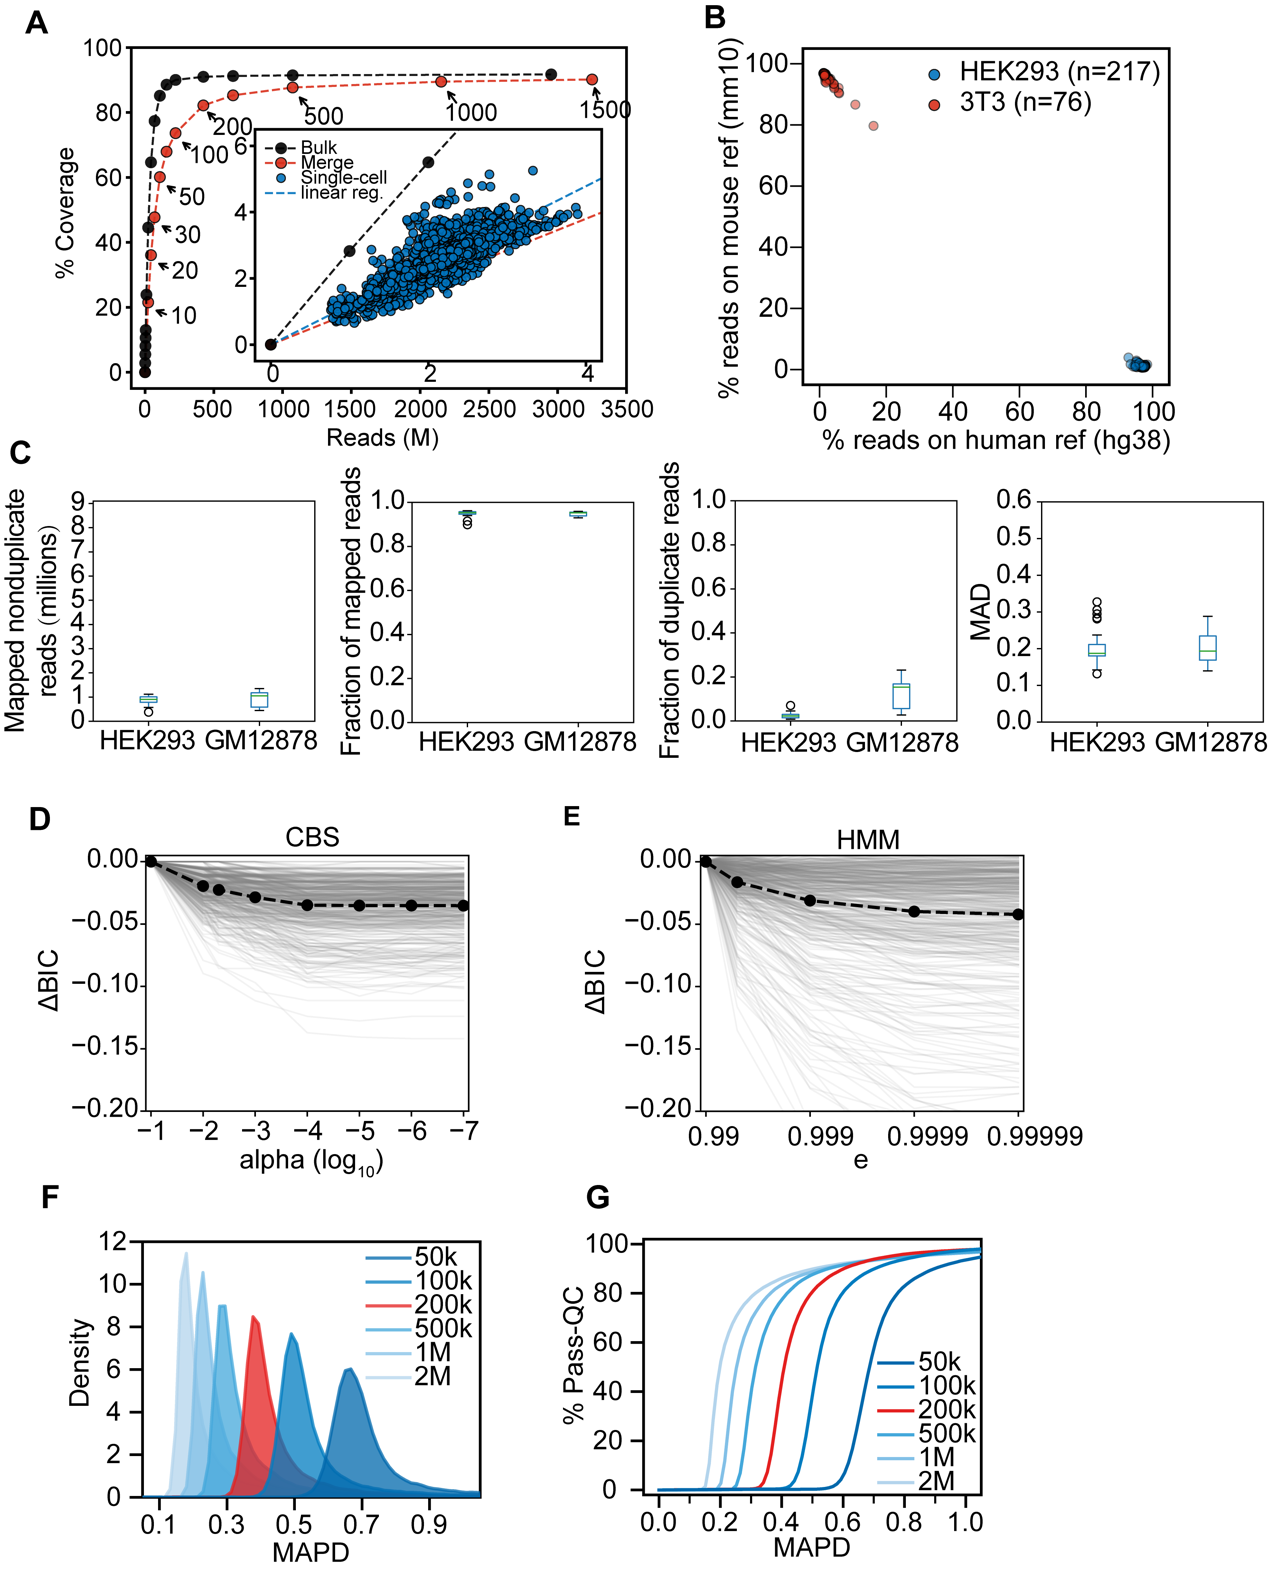 A
% Coverage
100
80
60
40
20
0
0
500
1000
1500
2000
2500
3000
3500
Reads (M)
10
20
30
50
100
200
500
1000
1500
6
4
2
0
0
2
4
Bulk
Merge
Single-cell
linear reg.
B
% reads on mouse ref (mm10)
100
80
60
40
20
0
HEK293 (n=217)
3T3 (n=76)
0
20
40
60
80
100
% reads on human ref (hg38)
C
Mapped nonduplicate
reads (millions)
9
8
7
6
5
4
3
2
1
0
HEK293
GM12878
Fraction of mapped reads
1.0
0.8
0.6
0.4
0.2
0.0
HEK293
GM12878
Fraction of duplicate reads
1.0
0.8
0.6
0.4
0.2
0.0
HEK293
GM12878
MAD
0.6
0.5
0.4
0.3
0.2
0.1
0.0
HEK293
GM12878
D
CBS
ΔBIC
0.00
−0.05
−0.10
−0.15
−0.20
−1
−2
−3
−4
−5
−6
−7
alpha (log10)
E
HMM
ΔBIC
0.00
−0.05
−0.10
−0.15
−0.20
0.99
0.999
0.9999
0.99999
e
F
Density
12
10
8
6
4
2
0
50k
100k
200k
500k
1M
2M
0.1
0.3
0.5
0.7
0.9
MAPD
G
% Pass-QC
100
80
60
40
20
0
50k
100k
200k
500k
1M
2M
0.0
0.2
0.4
0.6
0.8
1.0
MAPD